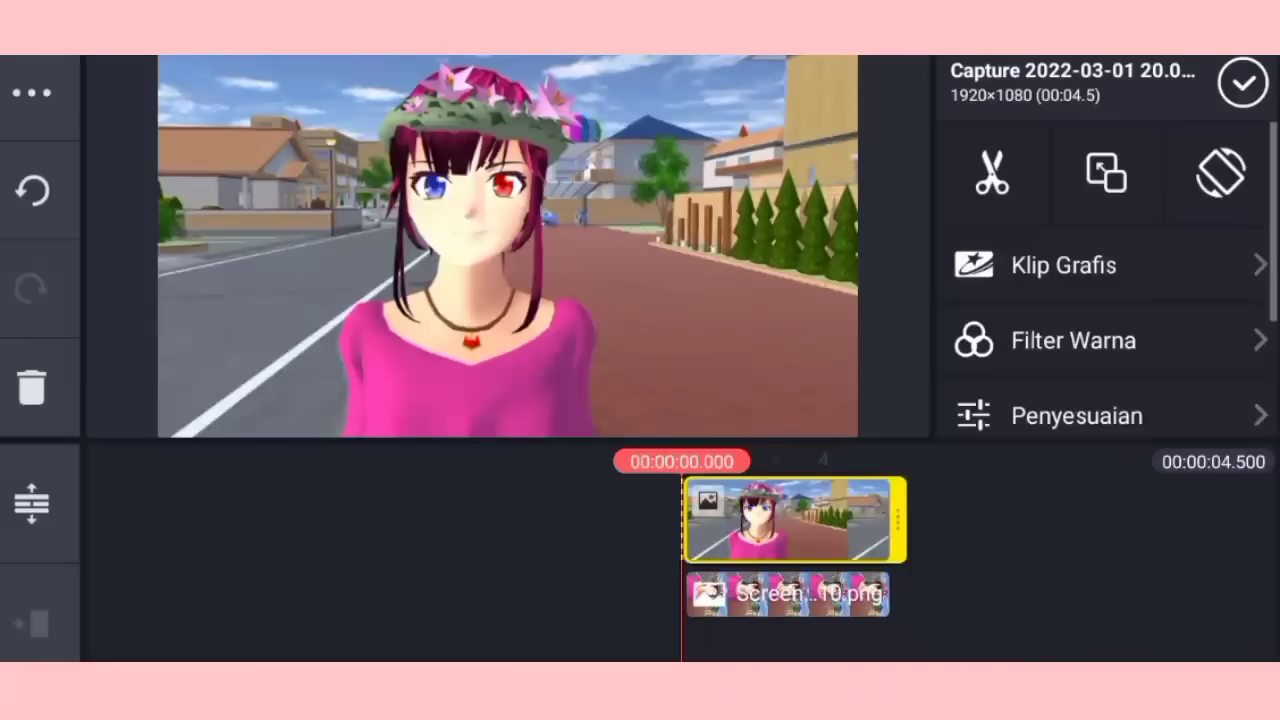 Capture 2022-03-01 20.0...
1920×1080 (00:04.5)
Klip Grafis
Filter Warna
Penyesuaian
00:00:00.000
4
00:00:04.500
Screen...10.png